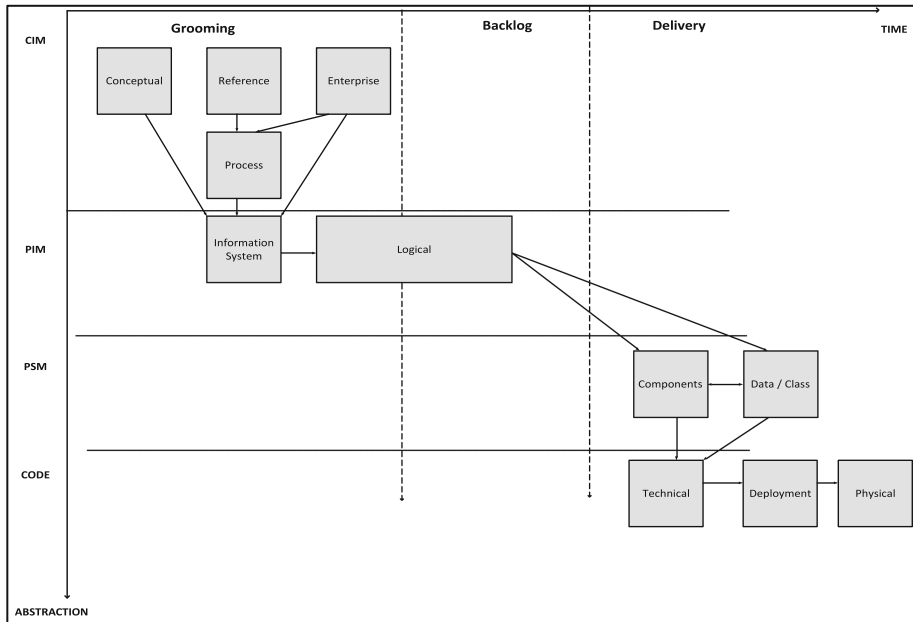 Grooming
Backlog
Delivery
TIME
CIM
Conceptual
Reference
Enterprise
Process
PIM
Information
System
Logical
PSM
Components
Data / Class
CODE
Technical
Deployment
Physical
ABSTRACTION